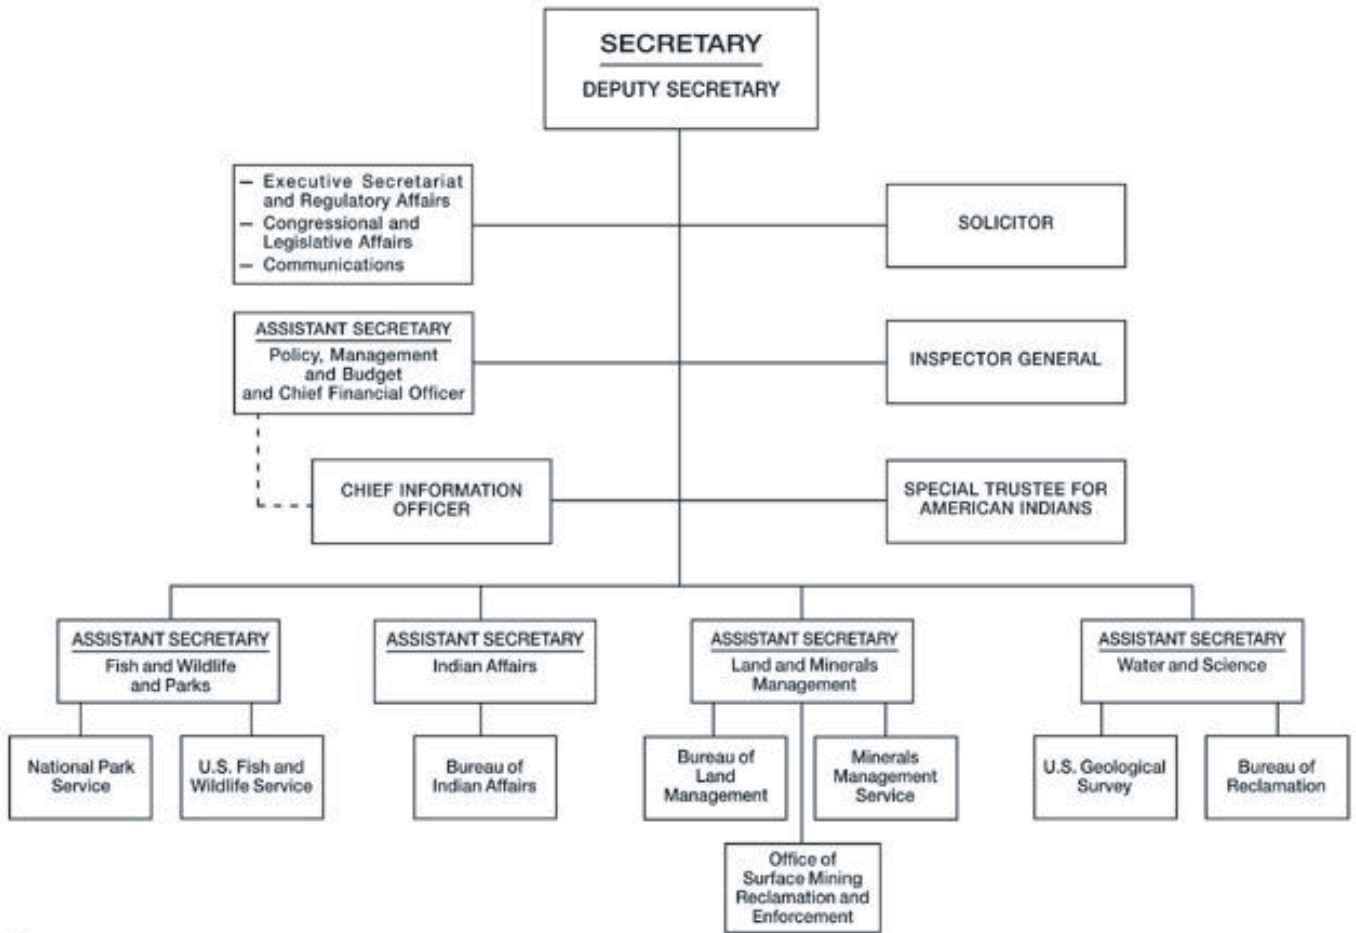 SECRETARY
DEPUTY SECRETARY
— Executive Secretariat
and Regulatory Affairs
— Congressional and
Legislative Affairs
— Communications
SOLICITOR
ASSISTANT SECRETARY
Policy, Management
and Budget
and Chief Financial Officer
INSPECTOR GENERAL
CHIEF INFORMATION
OFFICER
SPECIAL TRUSTEE FOR
AMERICAN INDIANS
ASSISTANT SECRETARY
Fish and Wildlife
and Parks
ASSISTANT SECRETARY
Indian Affairs
ASSISTANT SECRETARY
Land and Minerals
Management
ASSISTANT SECRETARY
Water and Science
National Park
Service
U.S. Fish and
Wildlife Service
Bureau of
Indian Affairs
Bureau of
Land
Management
Minerals
Management
Service
U.S. Geological
Survey
Bureau of
Reclamation
Office of
Surface Mining
Reclamation and
Enforcement